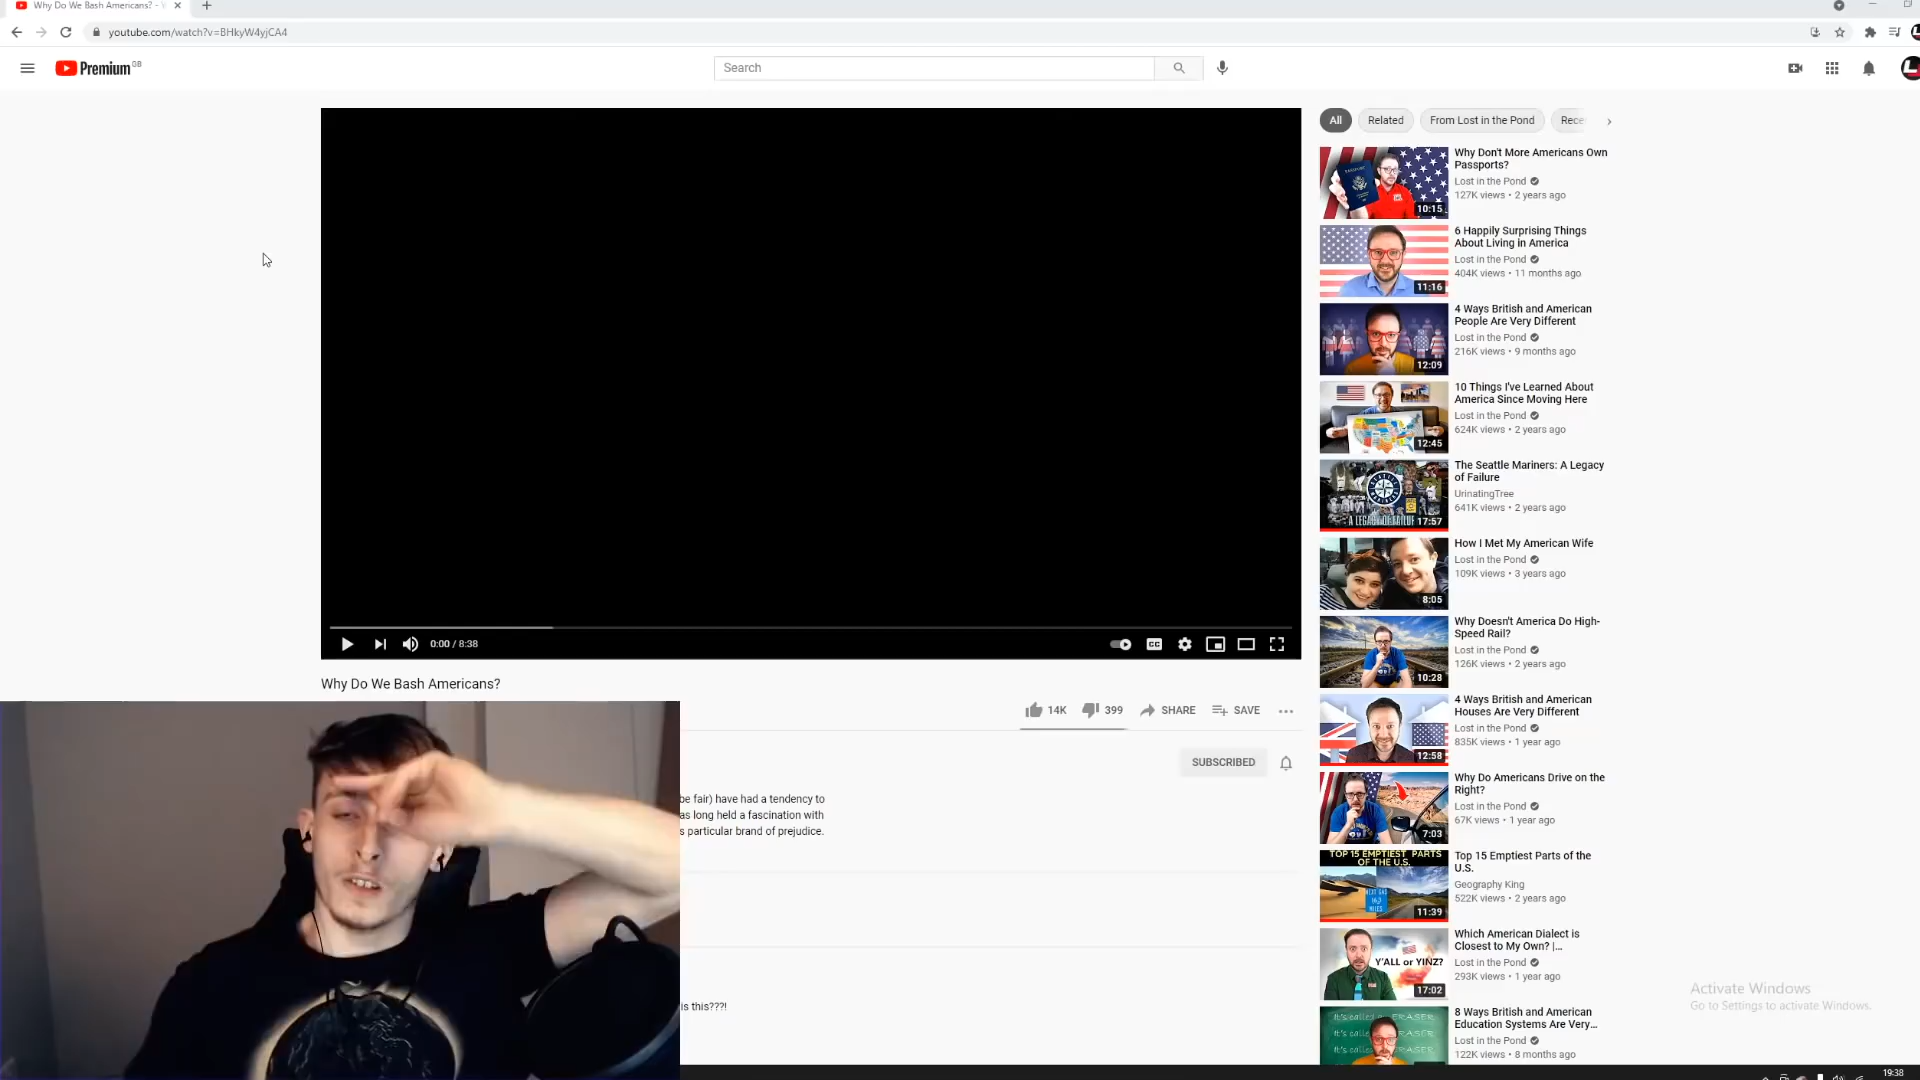 Why Do We Bash Americans? -
youtube.com/watch?v=BHkyW4yjCA4
Premium GB
Search
All
Related
From Lost in the Pond
Rece
Why Don't More Americans Own
Passports?
Lost in the Pond
127K views • 2 years ago
PASSPORT
10:15
6 Happily Surprising Things
About Living in America
Lost in the Pond
404K views • 11 months ago
11:16
4 Ways British and American
People Are Very Different
Lost in the Pond
216K views • 9 months ago
12:09
10 Things I've Learned About
America Since Moving Here
Lost in the Pond
624K views • 2 years ago
12:45
The Seattle Mariners: A Legacy
of Failure
UrinatingTree
641K views • 2 years ago
A LEGACY OF FAILURE
17:57
How I Met My American Wife
Lost in the Pond
109K views • 3 years ago
8:05
Why Doesn't America Do High-
Speed Rail?
Lost in the Pond
126K views • 2 years ago
10:28
4 Ways British and American
Houses Are Very Different
Lost in the Pond
835K views • 1 year ago
12:58
Why Do Americans Drive on the
Right?
Lost in the Pond
67K views • 1 year ago
7:03
Top 15 Emptiest Parts of the
U.S.
Geography King
522K views • 2 years ago
TOP 15 EMPTIEST PARTS
OF THE U.S.
11:39
Which American Dialect is
Closest to My Own? |...
Lost in the Pond
293K views • 1 year ago
Y'ALL or YINZ?
17:02
8 Ways British and American
Education Systems Are Very...
Lost in the Pond
122K views • 8 months ago
It's called
ERASER
0:00 / 8:38
CC
Why Do We Bash Americans?
14K
399
SHARE
SAVE
SUBSCRIBED
be fair) have had a tendency to
as long held a fascination with
s particular brand of prejudice.
is this???!
Activate Windows
Go to Settings to activate Windows.
19:38